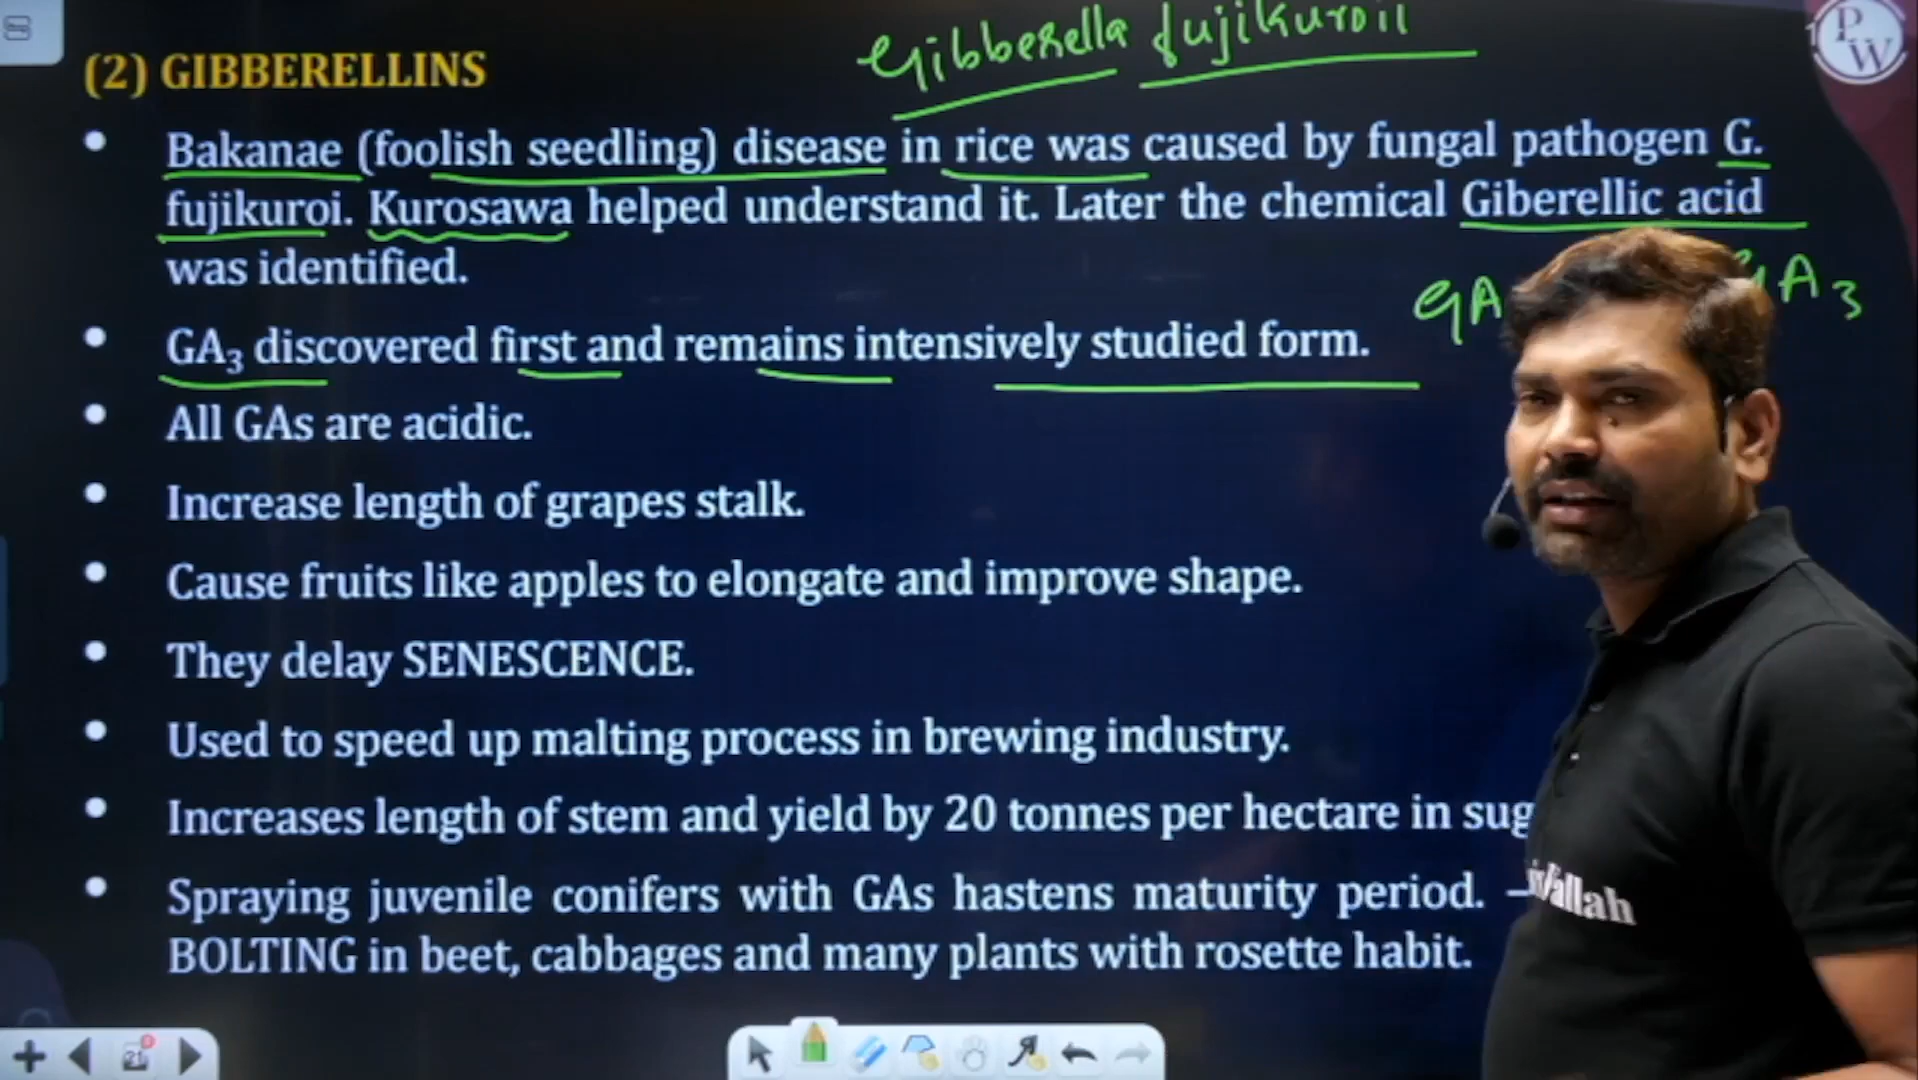 Gibberella fujikuroii
P
W
(2) GIBBERELLINS
• Bakanae (foolish seedling) disease in rice was caused by fungal pathogen G.
fujikuroi. Kurosawa helped understand it. Later the chemical Giberellic acid
was identified.
GA GA3
• GA3 discovered first and remains intensively studied form.
• All GAs are acidic.
• Increase length of grapes stalk.
• Cause fruits like apples to elongate and improve shape.
• They delay SENESCENCE.
• Used to speed up malting process in brewing industry.
• Increases length of stem and yield by 20 tonnes per hectare in
• Spraying juvenile conifers with GAs hastens maturity period. –
BOLTING in beet, cabbages and many plants with rosette habit.
21